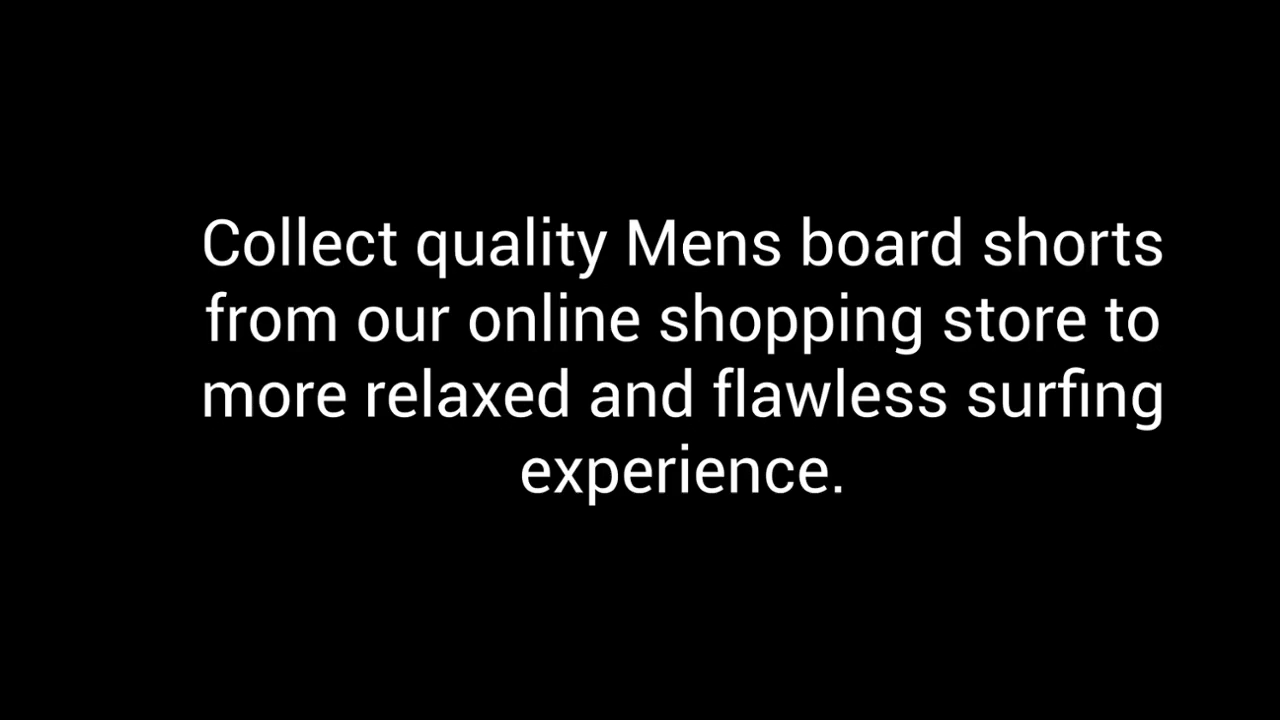 Collect quality Mens board shorts
from our online shopping store to
more relaxed and flawless surfing
experience.